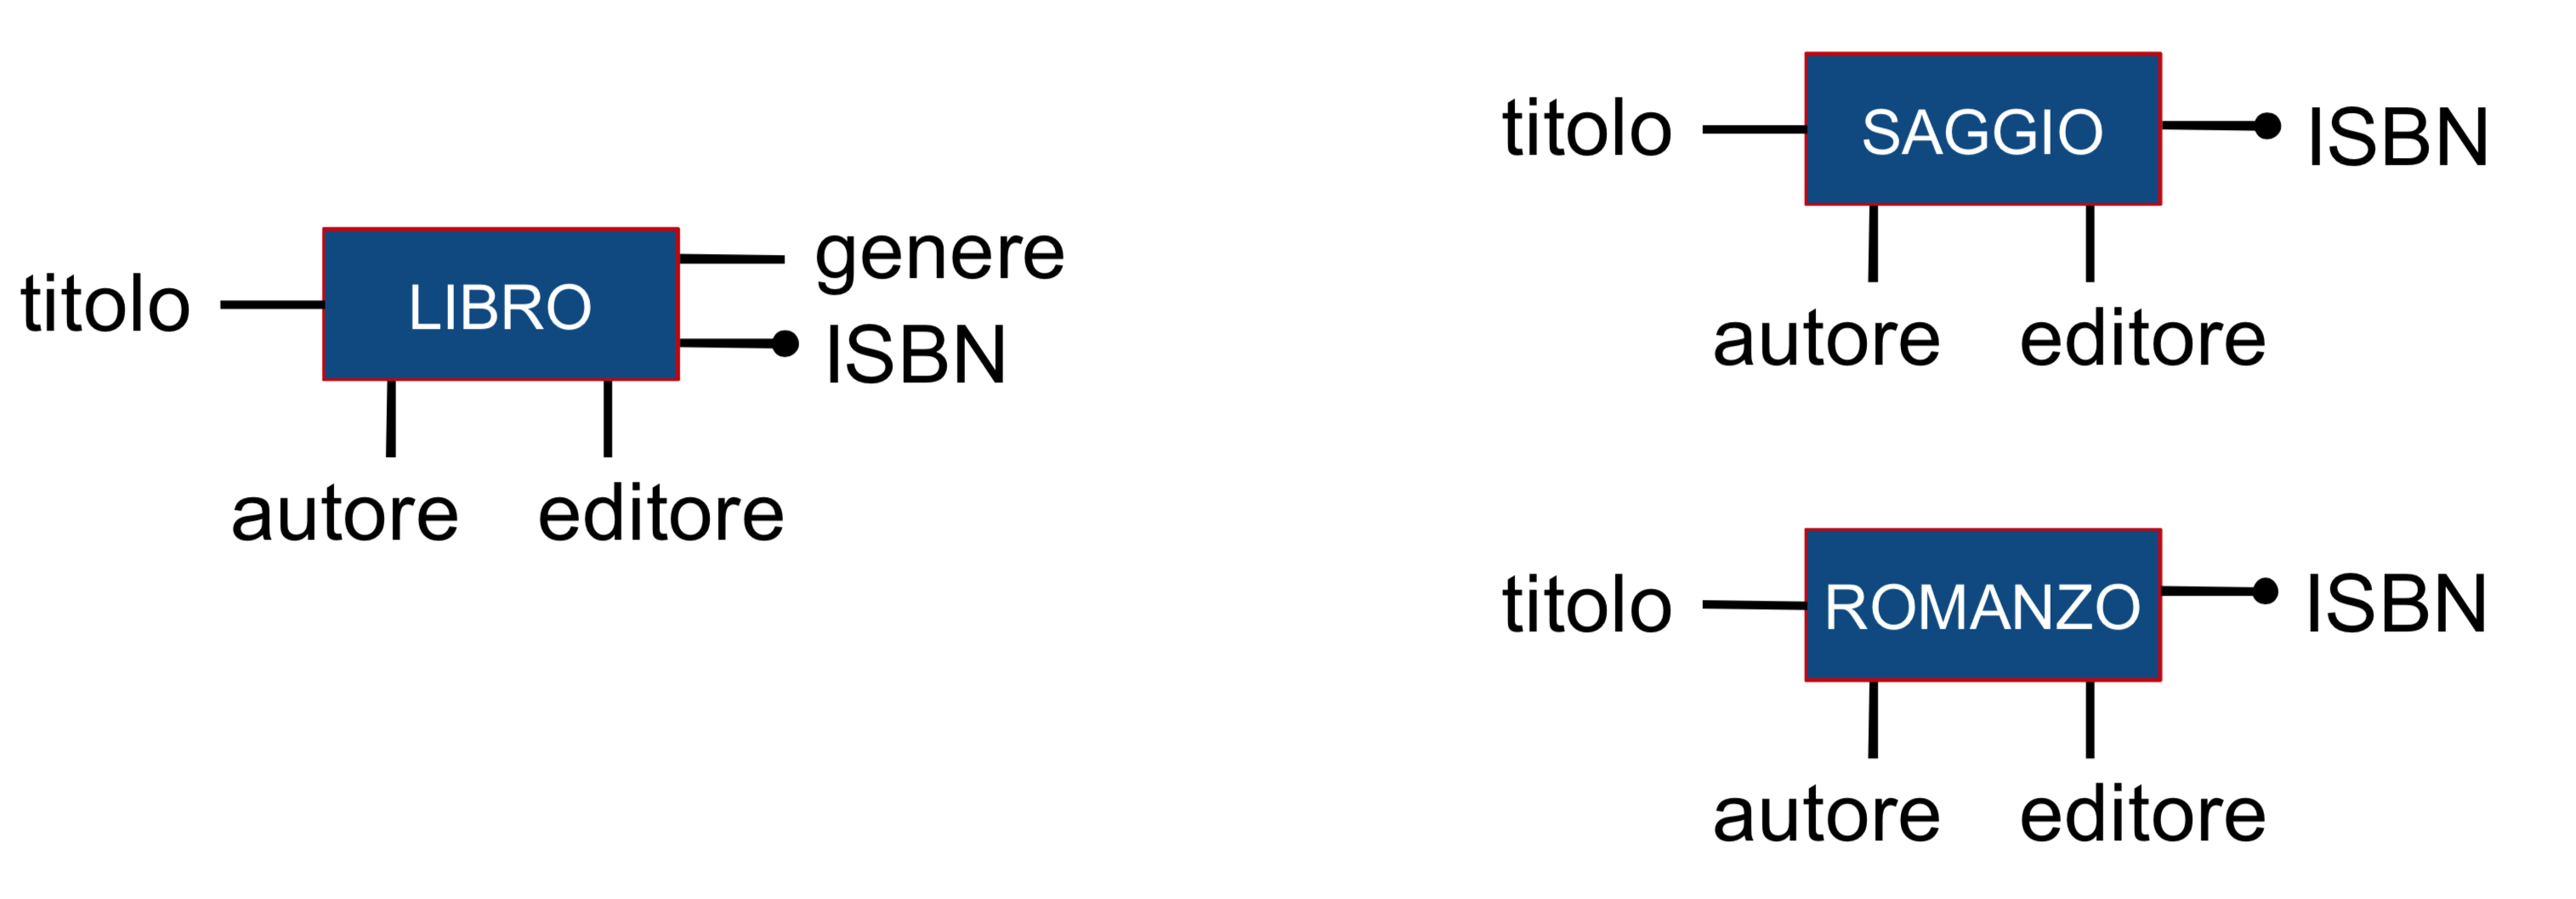 titolo
LIBRO
genere
ISBN
autore
editore
titolo
SAGGIO
ISBN
autore
editore
titolo
ROMANZO
ISBN
autore
editore